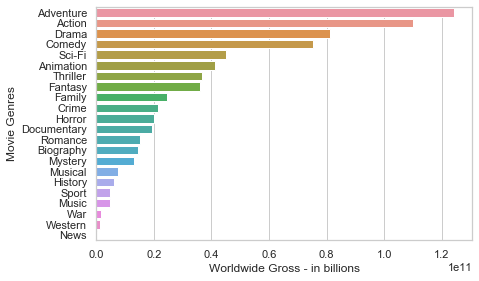 Movie Genres
Adventure
Action
Drama
Comedy
Sci-Fi
Animation
Thriller
Fantasy
Family
Crime
Horror
Documentary
Romance
Biography
Mystery
Musical
History
Sport
Music
War
Western
News
0.0 0.2 0.4 0.6 0.8 1.0 1.2
1e11
Worldwide Gross - in billions